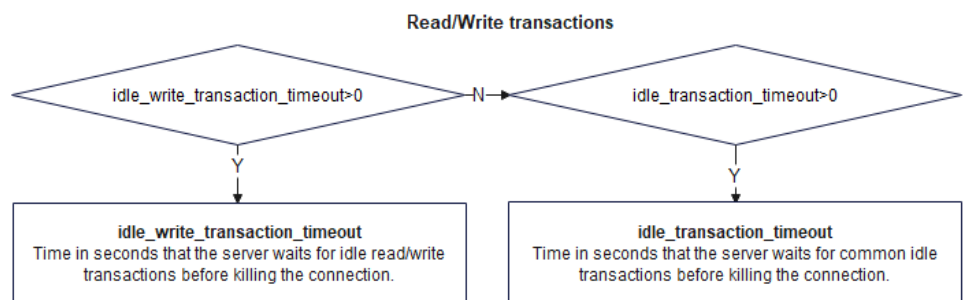 Read/Write transactions
idle_write_transaction_timeout>0
N
idle_transaction_timeout>0
Y
Y
idle_write_transaction_timeout
Time in seconds that the server waits for idle read/write
transactions before killing the connection.
idle_transaction_timeout
Time in seconds that the server waits for common idle
transactions before killing the connection.